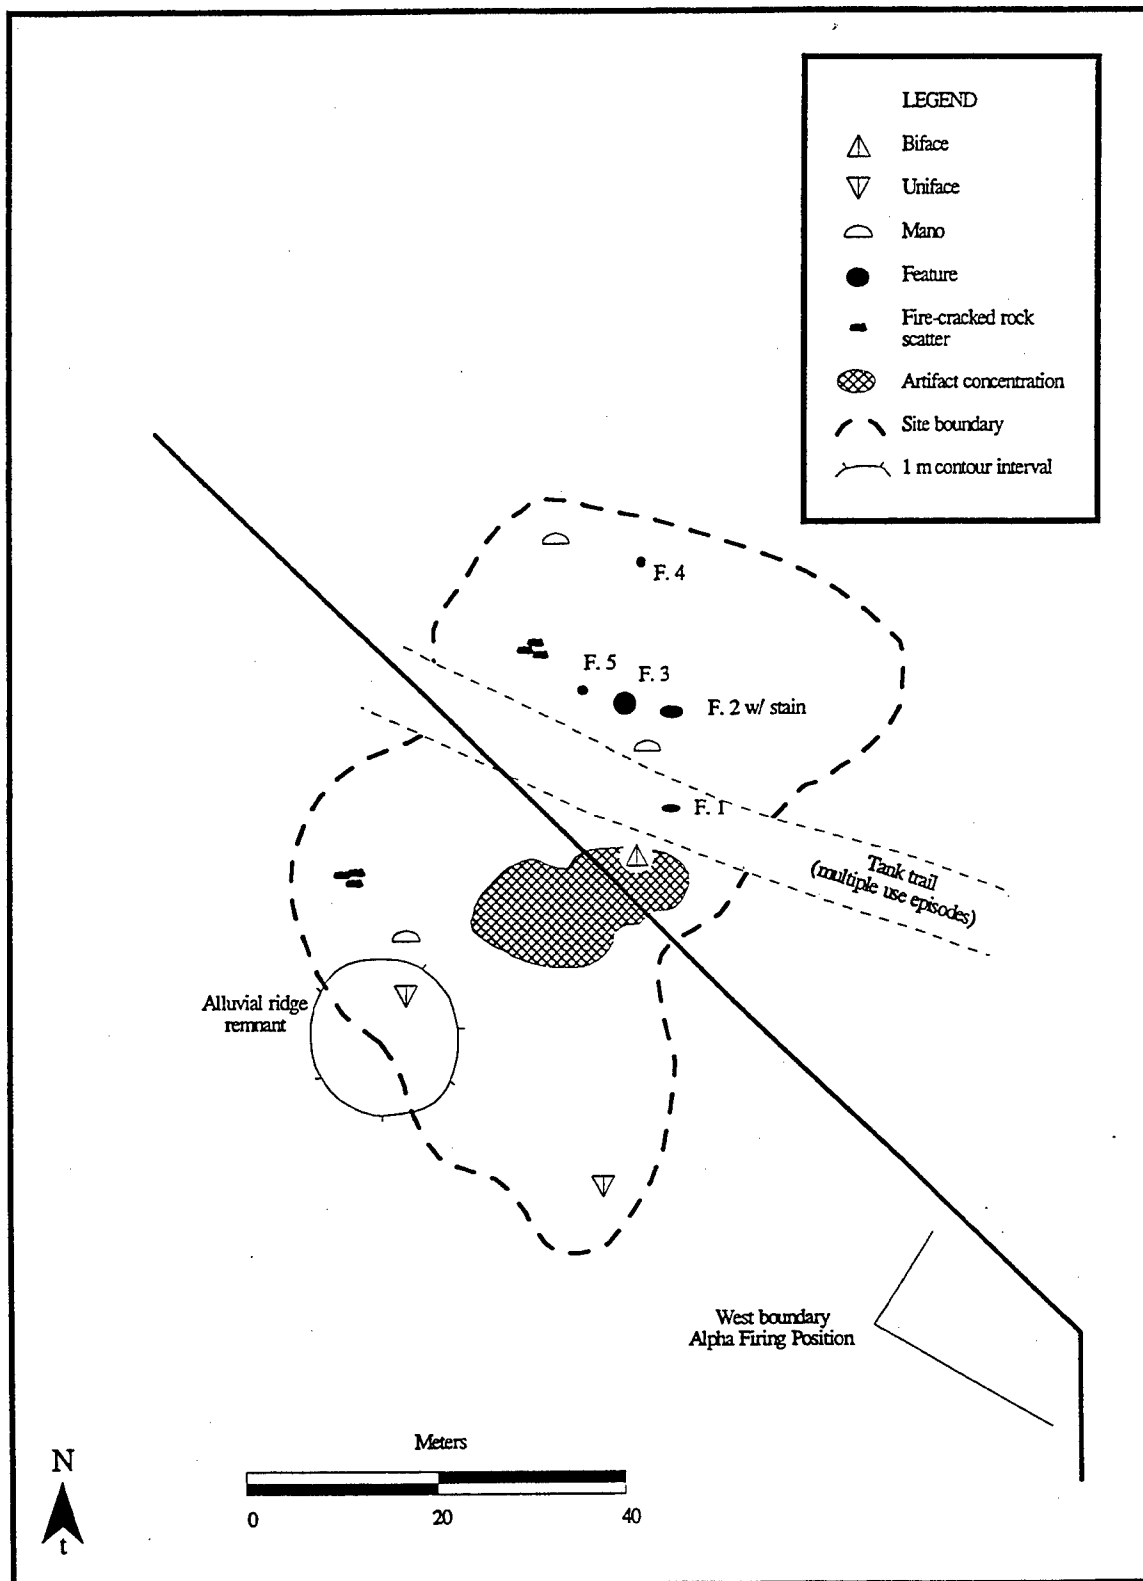 LEGEND
Biface
Uniface
Mano
Feature
Fire-cracked rock
scatter
Artifact concentration
Site boundary
1 m contour interval
F. 4
F. 5
F. 3
F. 2 w/ stain
F. 1
Tank trail
(multiple use episodes)
Alluvial ridge
remnant
West boundary
Alpha Firing Position
Meters
0
20
40
N
t